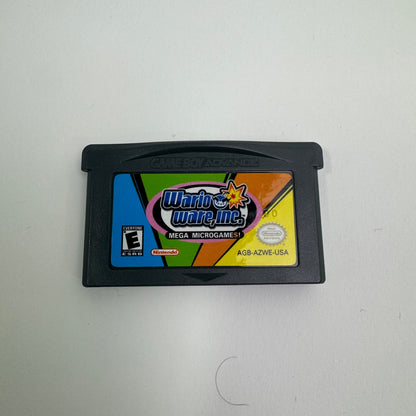 GAME BOY ADVANCE
Wario
Ware, Inc.
MEGA MICROGAMES!
EVERYONE
E
ESRB
Nintendo
AGB-AZWE-USA